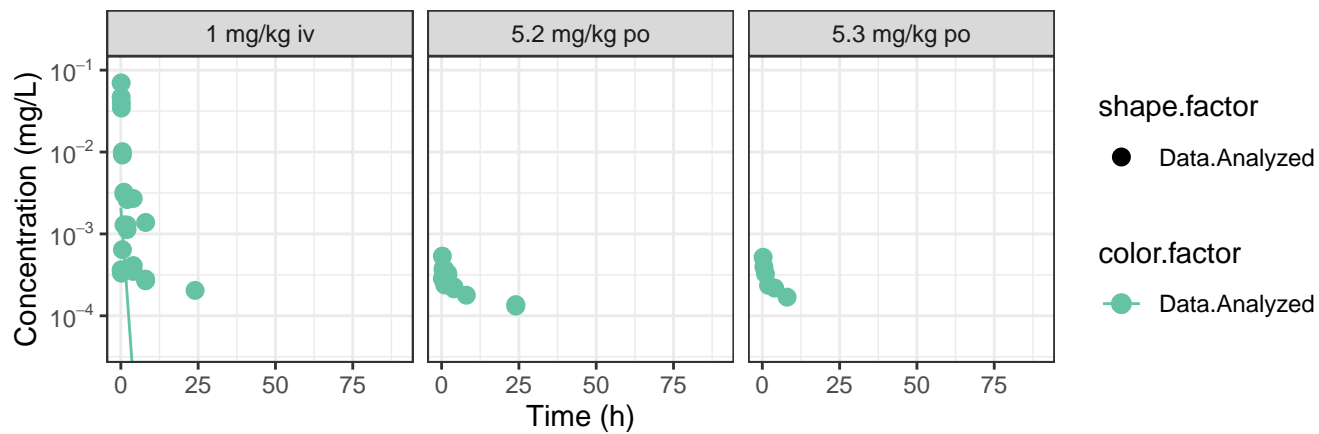 1 mg/kg iv
5.2 mg/kg po
5.3 mg/kg po
Concentration (mg/L)
10⁻¹
10⁻²
10⁻³
10⁻⁴
0 25 50 75
0 25 50 75
0 25 50 75
Time (h)
shape.factor
Data.Analyzed
color.factor
Data.Analyzed